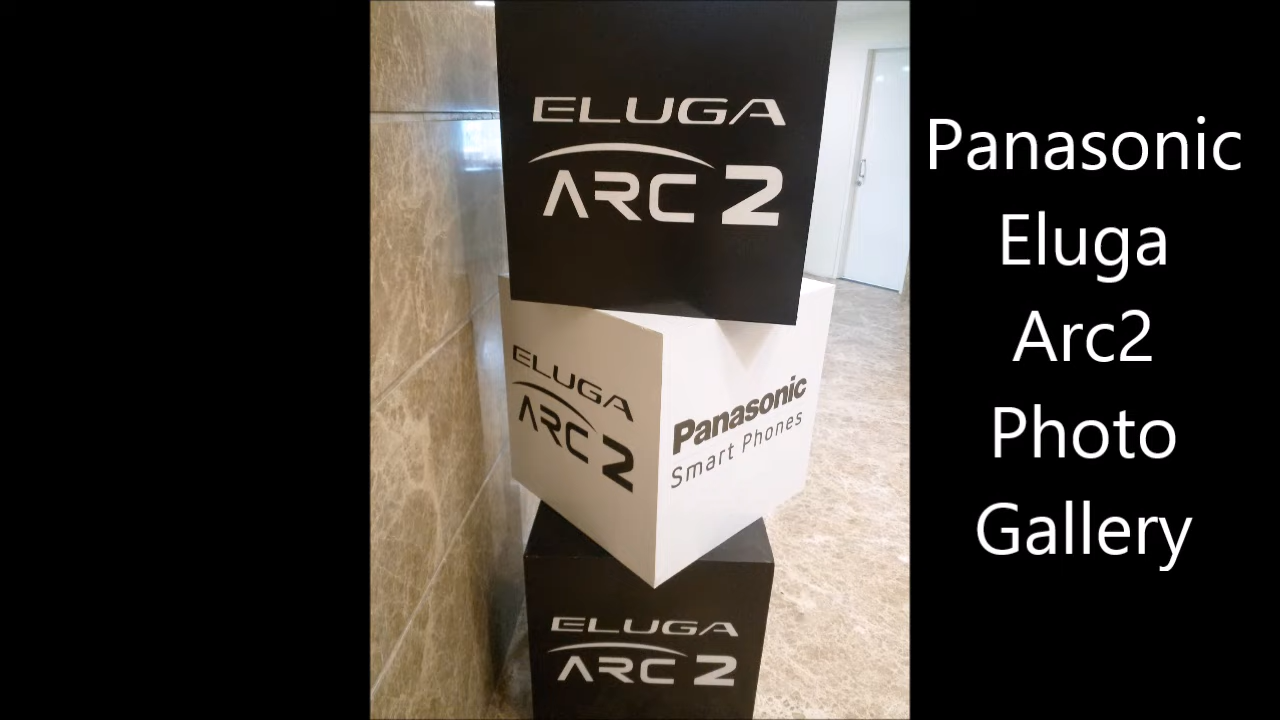 ELUGA
ARC 2
ELUGA
ARC 2
Panasonic
Smart Phones
ELUGA
ARC 2
Panasonic
Eluga
Arc2
Photo
Gallery